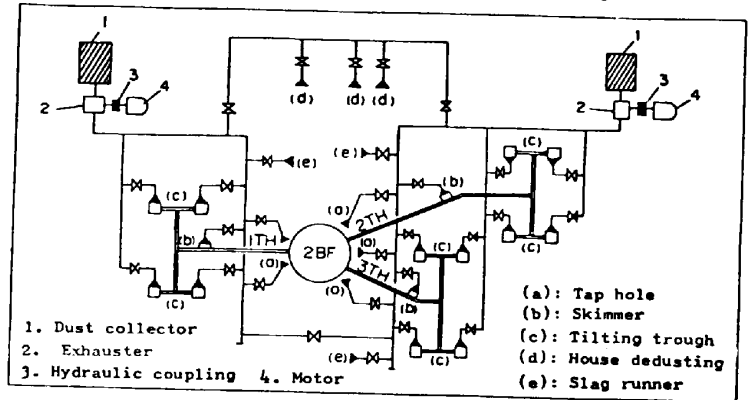 1
3
4
2
1
3
4
2
(d)
(d)
(d)
(e)
(e)
(c)
(c)
(b)
(a)
1TH
(b)
(a)
2BF
2TH
(a)
3TH
(c)
(a)
(b)
(c)
(c)
(c)
(e)
1. Dust collector
2. Exhauster
3. Hydraulic coupling 4. Motor
(a): Tap hole
(b): Skimmer
(c): Tilting trough
(d): House dedusting
(e): Slag runner